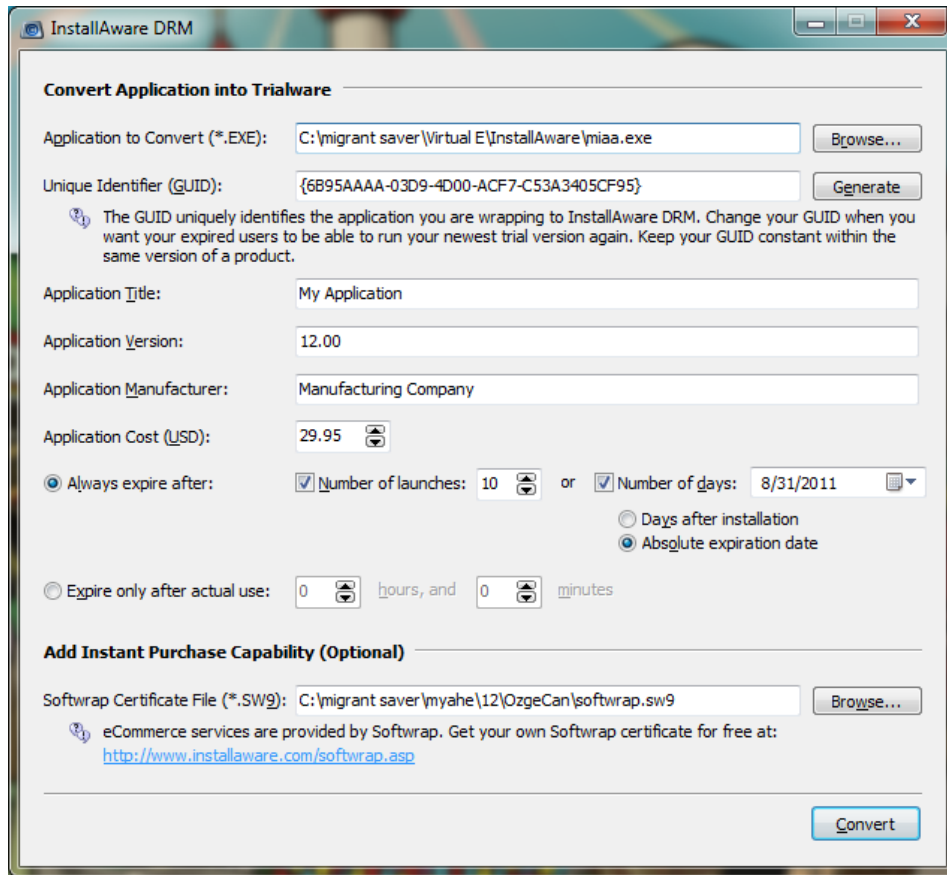 InstallAware DRM
Convert Application into Trialware
Application to Convert (*.EXE): C:\migrant saver\Virtual E\InstallAware\miaa.exe Browse...
Unique Identifier (GUID): {6B95AAAA-03D9-4D00-ACF7-C53A3405CF95} Generate
The GUID uniquely identifies the application you are wrapping to InstallAware DRM. Change your GUID when you
want your expired users to be able to run your newest trial version again. Keep your GUID constant within the
same version of a product.
Application Title: My Application
Application Version: 12.00
Application Manufacturer: Manufacturing Company
Application Cost (USD): 29.95
Always expire after: Number of launches: 10 or Number of days: 8/31/2011
Days after installation
Absolute expiration date
Expire only after actual use: 0 hours, and 0 minutes
Add Instant Purchase Capability (Optional)
Softwrap Certificate File (*.SW9): C:\migrant saver\myahe\12\OzgeCan\softwrap.sw9 Browse...
eCommerce services are provided by Softwrap. Get your own Softwrap certificate for free at:
http://www.installaware.com/softwrap.asp
Convert